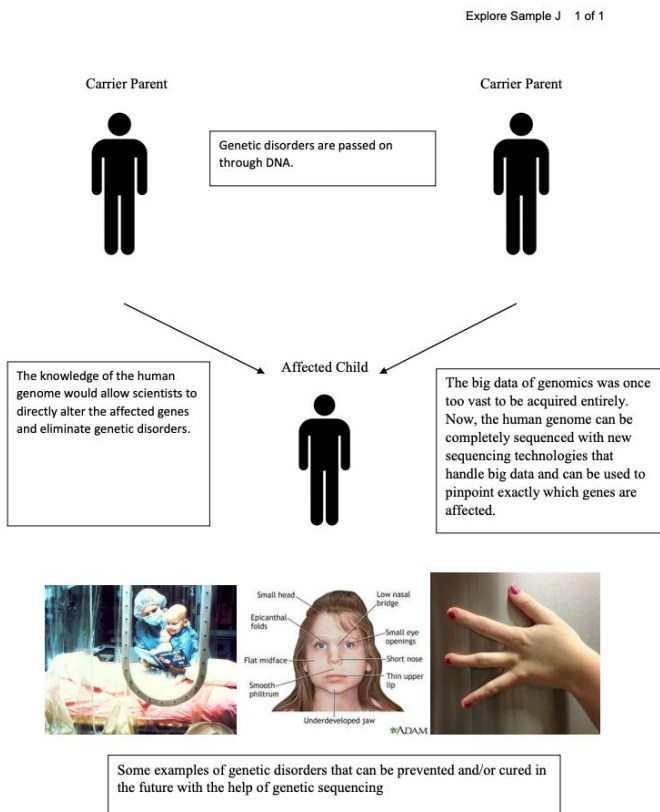 Explore Sample J 1 of 1
Carrier Parent
Carrier Parent
Genetic disorders are passed on
through DNA.
Affected Child
The knowledge of the human
genome would allow scientists to
directly alter the affected genes
and eliminate genetic disorders.
The big data of genomics was once
too vast to be acquired entirely.
Now, the human genome can be
completely sequenced with new
sequencing technologies that
handle big data and can be used to
pinpoint exactly which genes are
affected.
Small head
Low nasal
bridge
Epicanthal
folds
Small eye
openings
Flat midface
Short nose
Smooth
philtrum
Thin upper
lip
Underdeveloped jaw
ADAM.
Some examples of genetic disorders that can be prevented and/or cured in
the future with the help of genetic sequencing